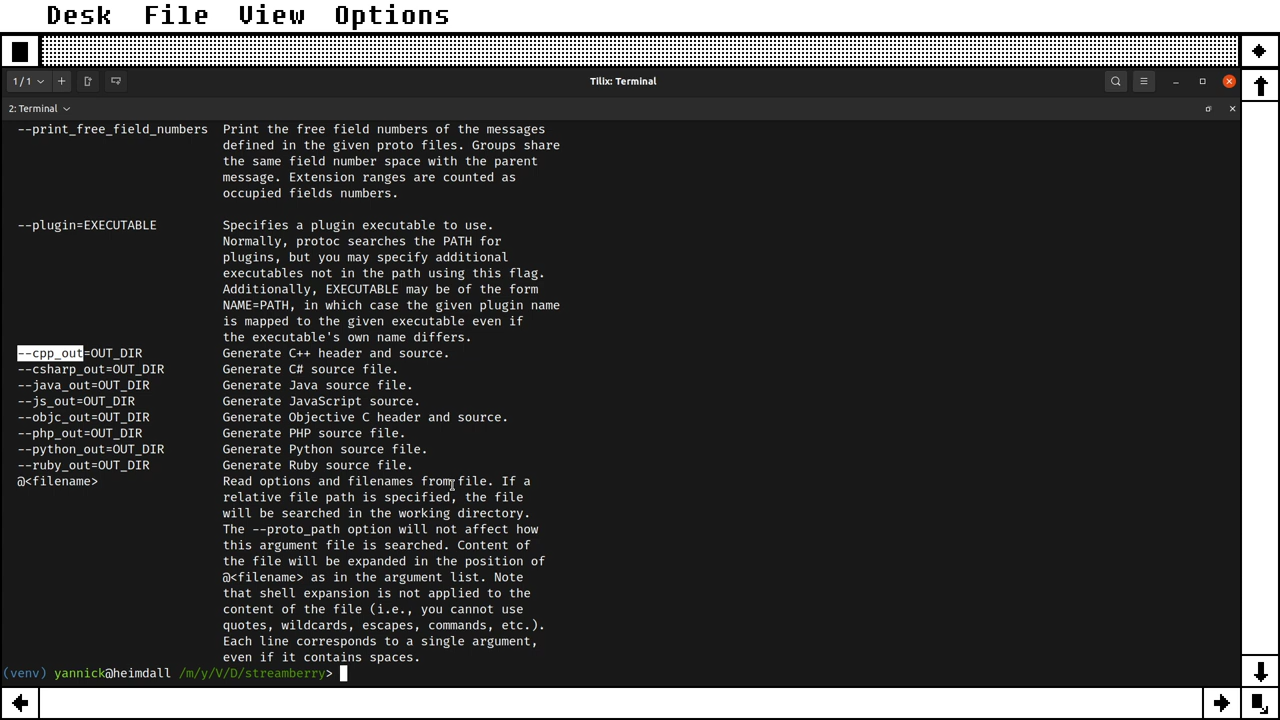 Desk File View Options
1 / 1
Tilix: Terminal
2: Terminal
--print_free_field_numbers Print the free field numbers of the messages
defined in the given proto files. Groups share
the same field number space with the parent
message. Extension ranges are counted as
occupied fields numbers.
--plugin=EXECUTABLE Specifies a plugin executable to use.
Normally, protoc searches the PATH for
plugins, but you may specify additional
executables not in the path using this flag.
Additionally, EXECUTABLE may be of the form
NAME=PATH, in which case the given plugin name
is mapped to the given executable even if
the executable's own name differs.
--cpp_out=OUT_DIR Generate C++ header and source.
--csharp_out=OUT_DIR Generate C# source file.
--java_out=OUT_DIR Generate Java source file.
--js_out=OUT_DIR Generate JavaScript source.
--objc_out=OUT_DIR Generate Objective C header and source.
--php_out=OUT_DIR Generate PHP source file.
--python_out=OUT_DIR Generate Python source file.
--ruby_out=OUT_DIR Generate Ruby source file.
@<filename> Read options and filenames from file. If a
relative file path is specified, the file
will be searched in the working directory.
The --proto_path option will not affect how
this argument file is searched. Content of
the file will be expanded in the position of
@<filename> as in the argument list. Note
that shell expansion is not applied to the
content of the file (i.e., you cannot use
quotes, wildcards, escapes, commands, etc.).
Each line corresponds to a single argument,
even if it contains spaces.
(venv) yannick@heimdall /m/y/V/D/streamberry>